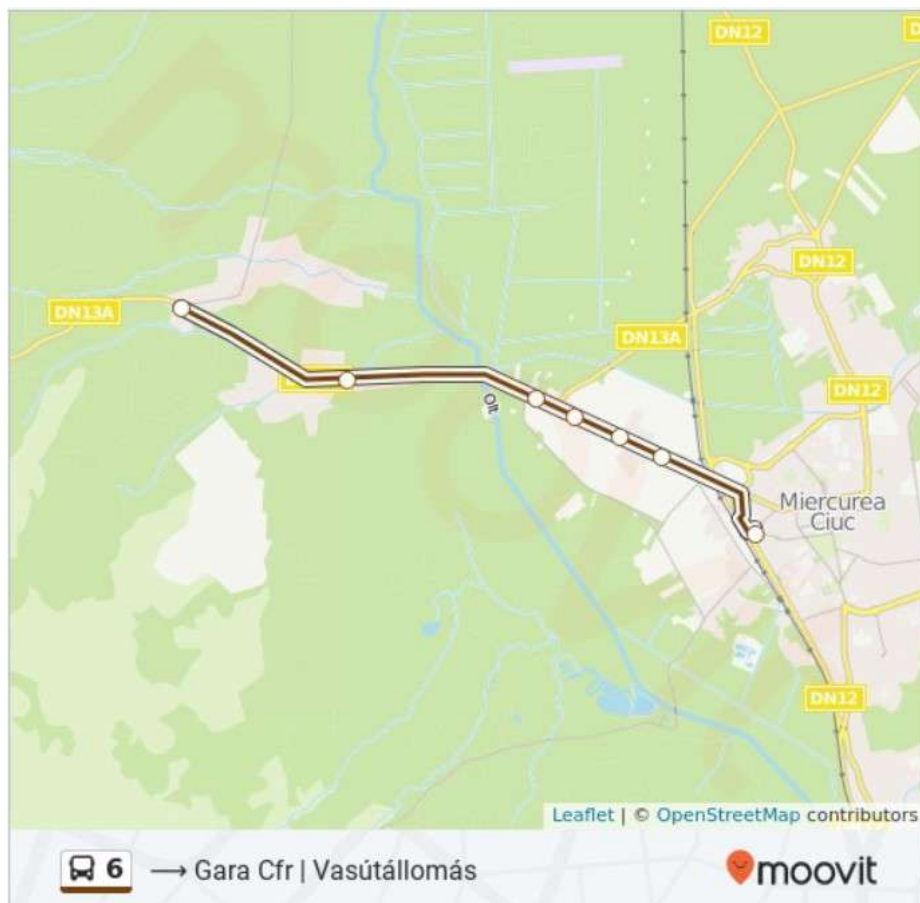 DN12
DN13A
DN12
DN13A
DN12
Olt
Miercurea
Ciuc
DN12
Leaflet | © OpenStreetMap contributors
6 → Gara Cfr | Vasútállomás
moovit